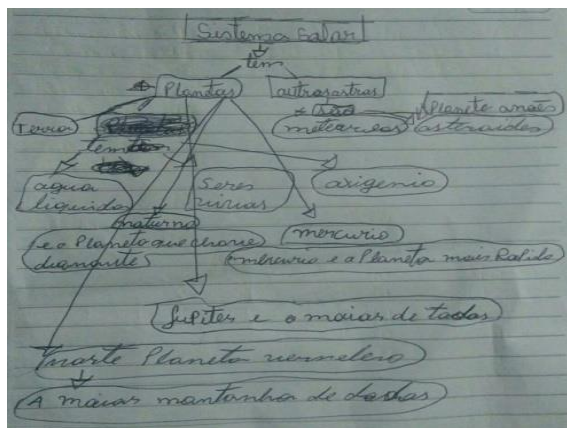 Sistema Solar
tem
Planetas
outros astros
são
Planeta anões
Terra
meteoros
asteroides
tem
agua
liquida
Seres
vivos
oxigenio
Saturno
e o Planeta que chove
diamante
mercurio
mercurio e o Planeta mais Rapido
Jupiter e o maior de todos
marte Planeta vermelho
A maior montanha de todas